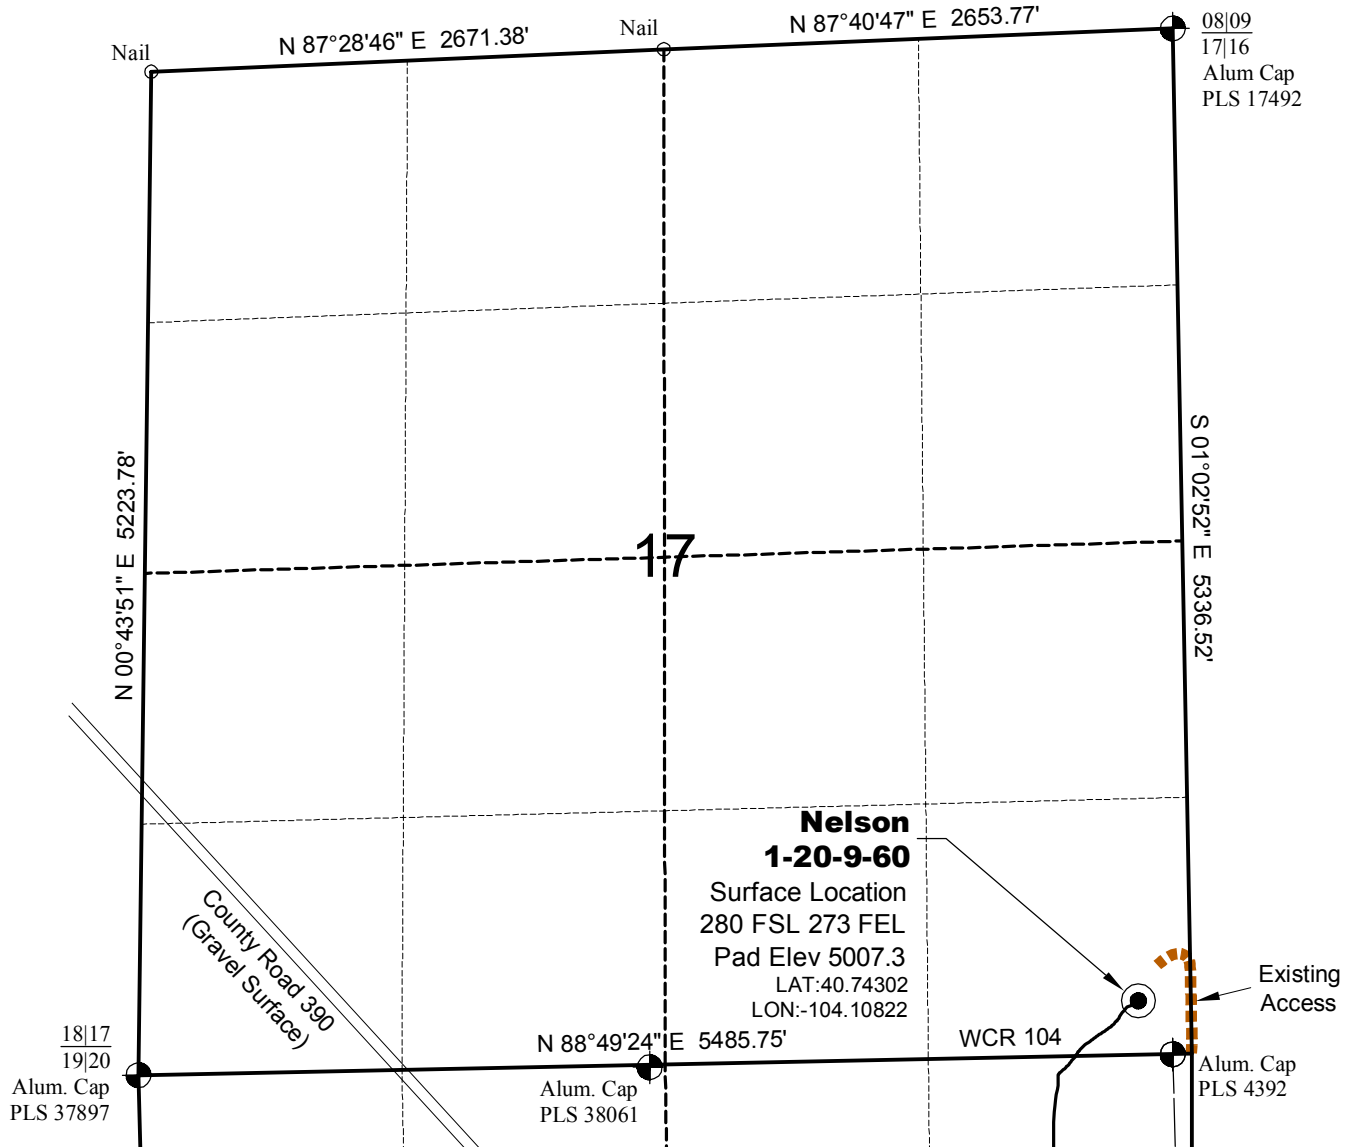 Nail
N 87°28'46" E 2671.38'
Nail
N 87°40'47" E 2653.77'
08|09
17|16
Alum Cap
PLS 17492
N 00°43'51" E 5223.78'
17
S 01°02'52" E 5336.52'
Nelson
1-20-9-60
Surface Location
280 FSL 273 FEL
Pad Elev 5007.3
LAT:40.74302
LON:-104.10822
County Road 390
(Gravel Surface)
Existing
Access
18|17
19|20
Alum. Cap
PLS 37897
N 88°49'24" E 5485.75'
WCR 104
Alum. Cap
PLS 38061
Alum. Cap
PLS 4392